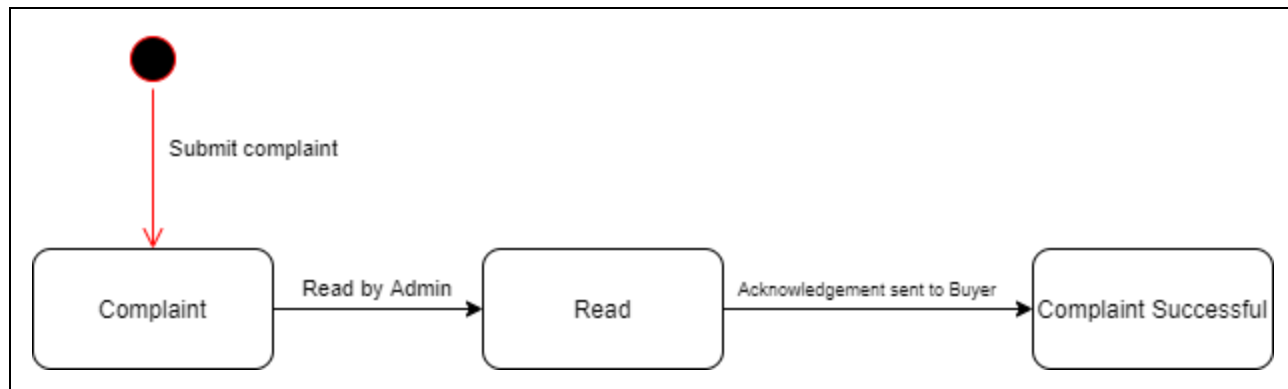 Submit complaint
Complaint
Read by Admin
Read
Acknowledgement sent to Buyer
Complaint Successful